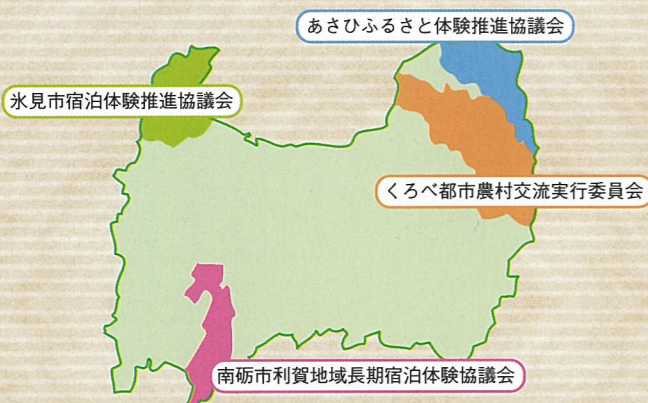 あさひふるさと体験推進協議会
氷見市宿泊体験推進協議会
くろべ都市農村交流実行委員会
南砺市利賀地域長期宿泊体験協議会